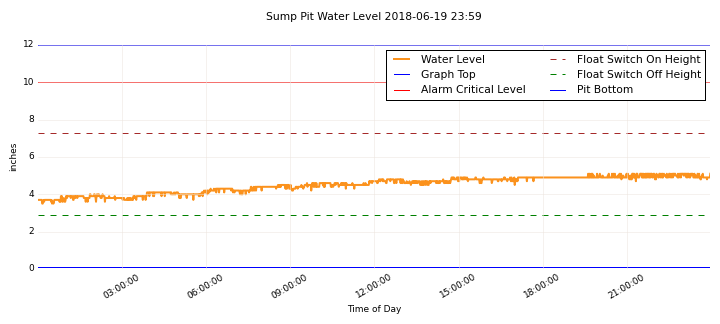 Sump Pit Water Level 2018-06-19 23:59
12
10
8
6
4
2
0
inches
Water Level
Graph Top
Alarm Critical Level
Float Switch On Height
Float Switch Off Height
Pit Bottom
03:00:00
06:00:00
09:00:00
12:00:00
15:00:00
18:00:00
21:00:00
Time of Day